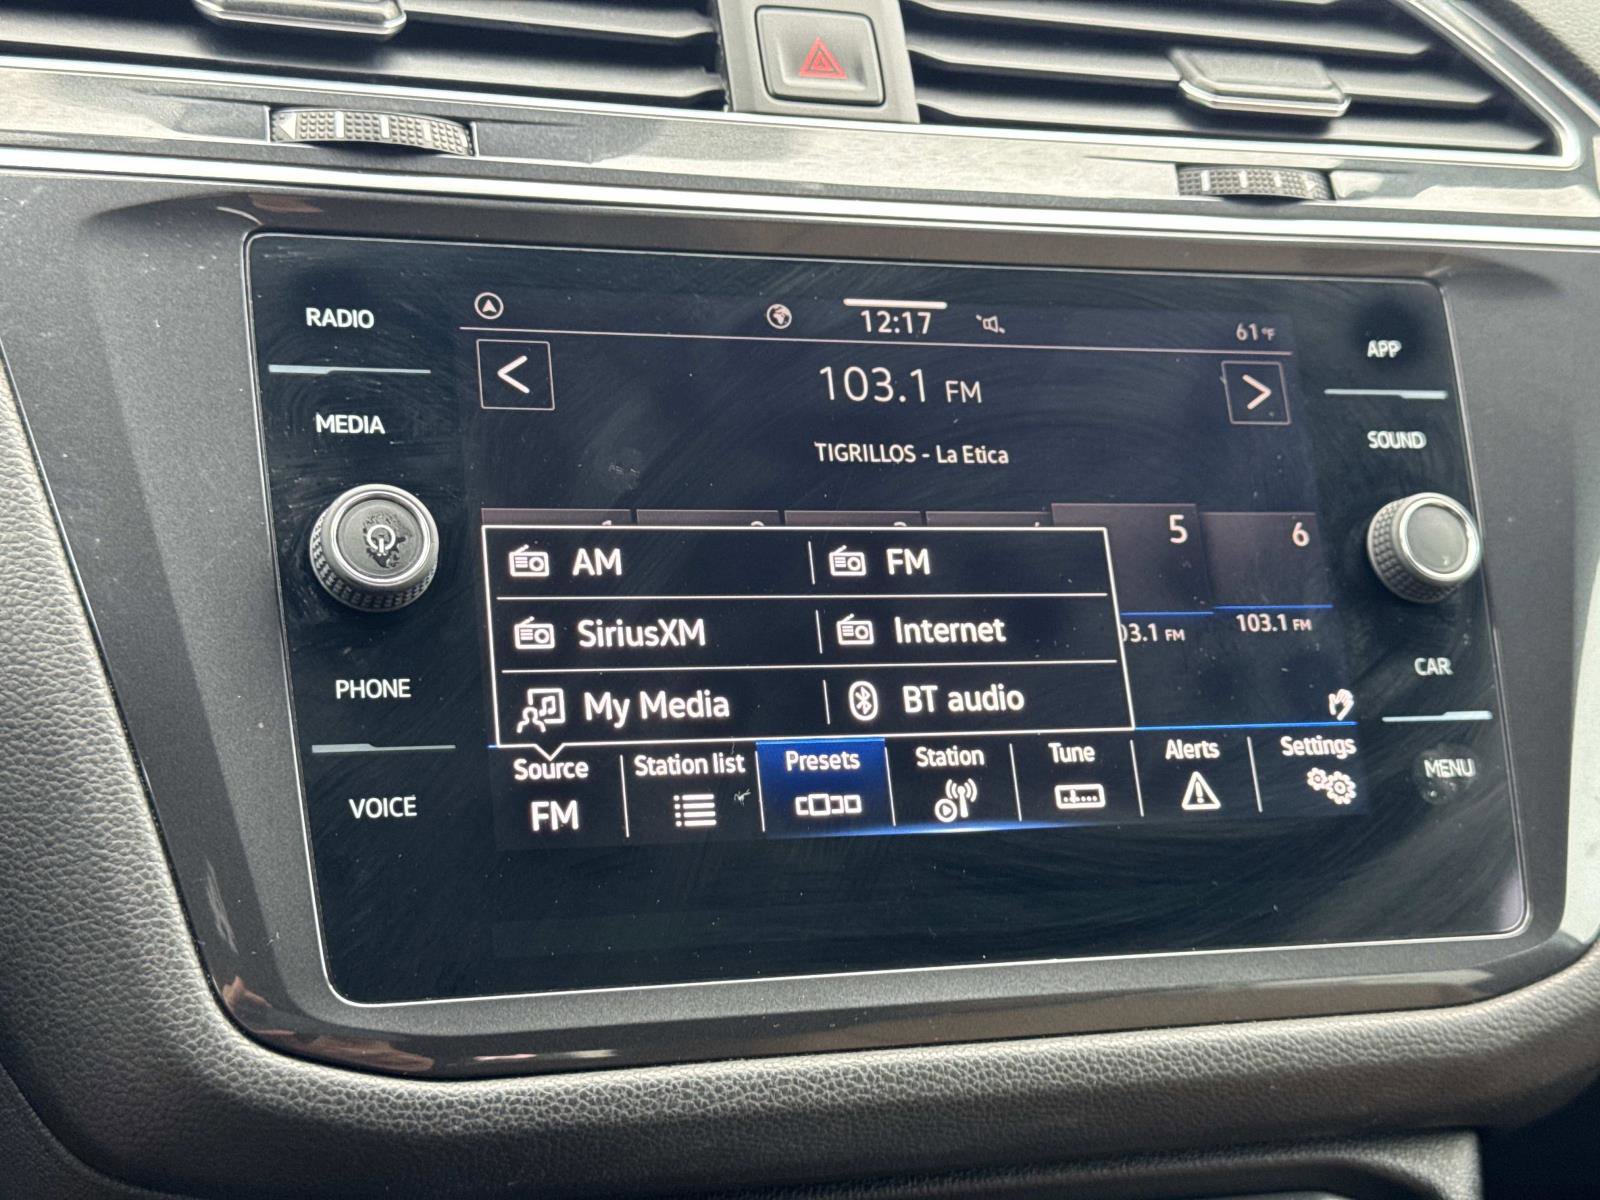 RADIO
MEDIA
PHONE
VOICE
12:17
61°F
103.1 FM
TIGRILLOS - La Etica
5
6
AM
FM
SiriusXM
Internet
My Media
BT audio
03.1 FM
103.1 FM
Source
FM
Station list
Presets
Station
Tune
Alerts
Settings
APP
SOUND
CAR
MENU